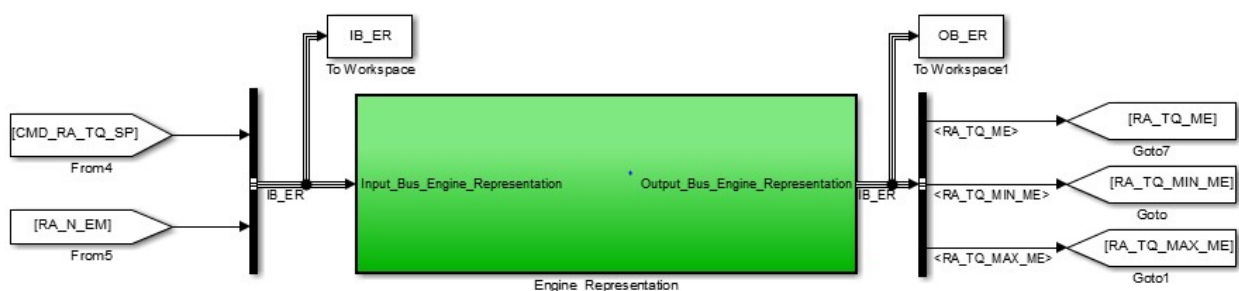 IB_ER
To Workspace
OB_ER
To Workspace1
[CMD_RA_TQ_SP]
From4
[RA_N_EM]
From5
IB_ER
Input_Bus_Engine_Representation
Output_Bus_Engine_Representation
Engine_Representation
IB_ER
<RA_TQ_ME>
[RA_TQ_ME]
Goto7
<RA_TQ_MIN_ME>
[RA_TQ_MIN_ME]
Goto
<RA_TQ_MAX_ME>
[RA_TQ_MAX_ME]
Goto1